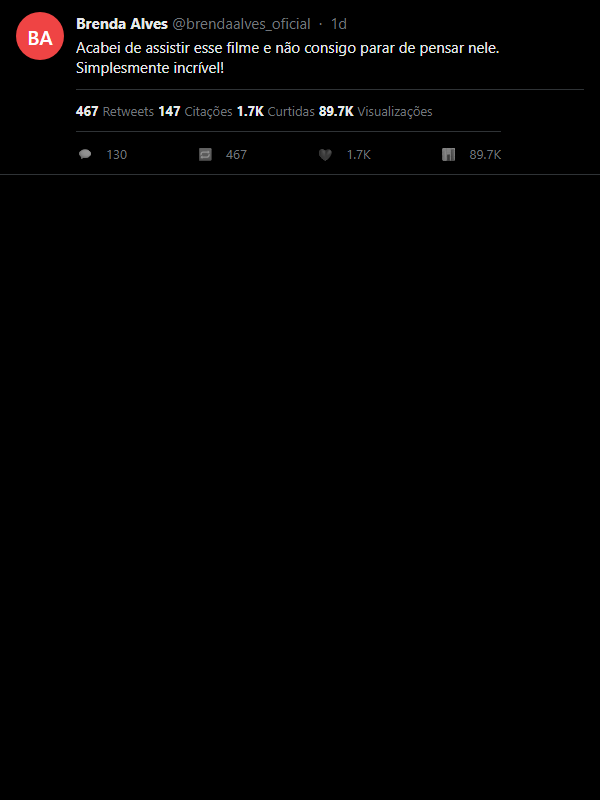 BA
Brenda Alves @brendaalves_oficial · 1d
Acabei de assistir esse filme e não consigo parar de pensar nele.
Simplesmente incrível!
467 Retweets 147 Citações 1.7K Curtidas 89.7K Visualizações
130 467 1.7K 89.7K